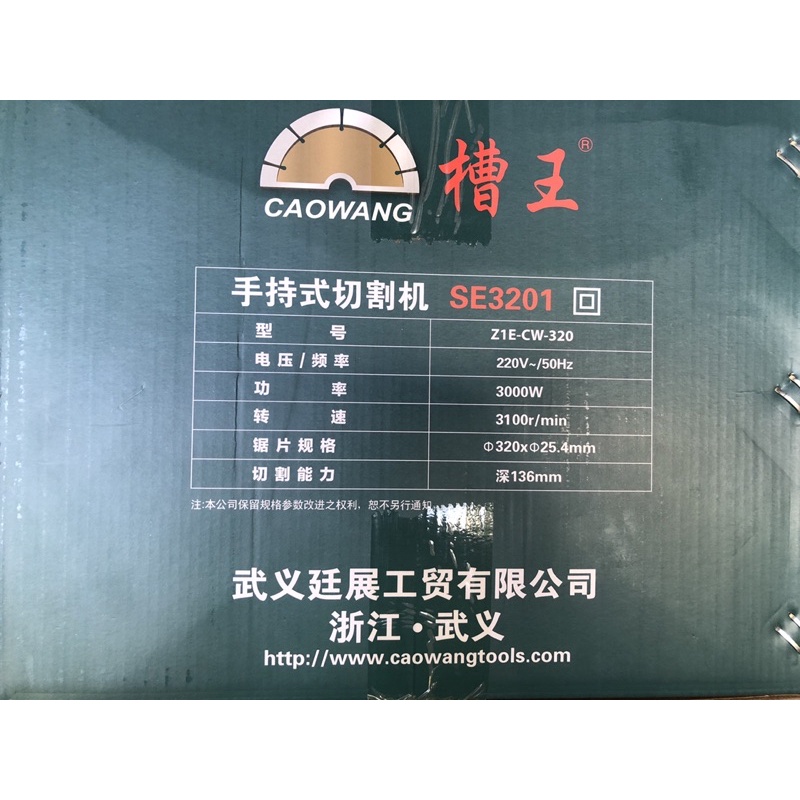 CAOWANG
槽王®
手持式切割机 SE3201
型号 Z1E-CW-320
电压/频率 220V~/50Hz
功率 3000W
转速 3100r/min
锯片规格 Φ320xΦ25.4mm
切割能力 深136mm
注:本公司保留规格参数改进之权利，恕不另行通知。
武义廷展工贸有限公司
浙江·武义
http://www.caowangtools.com